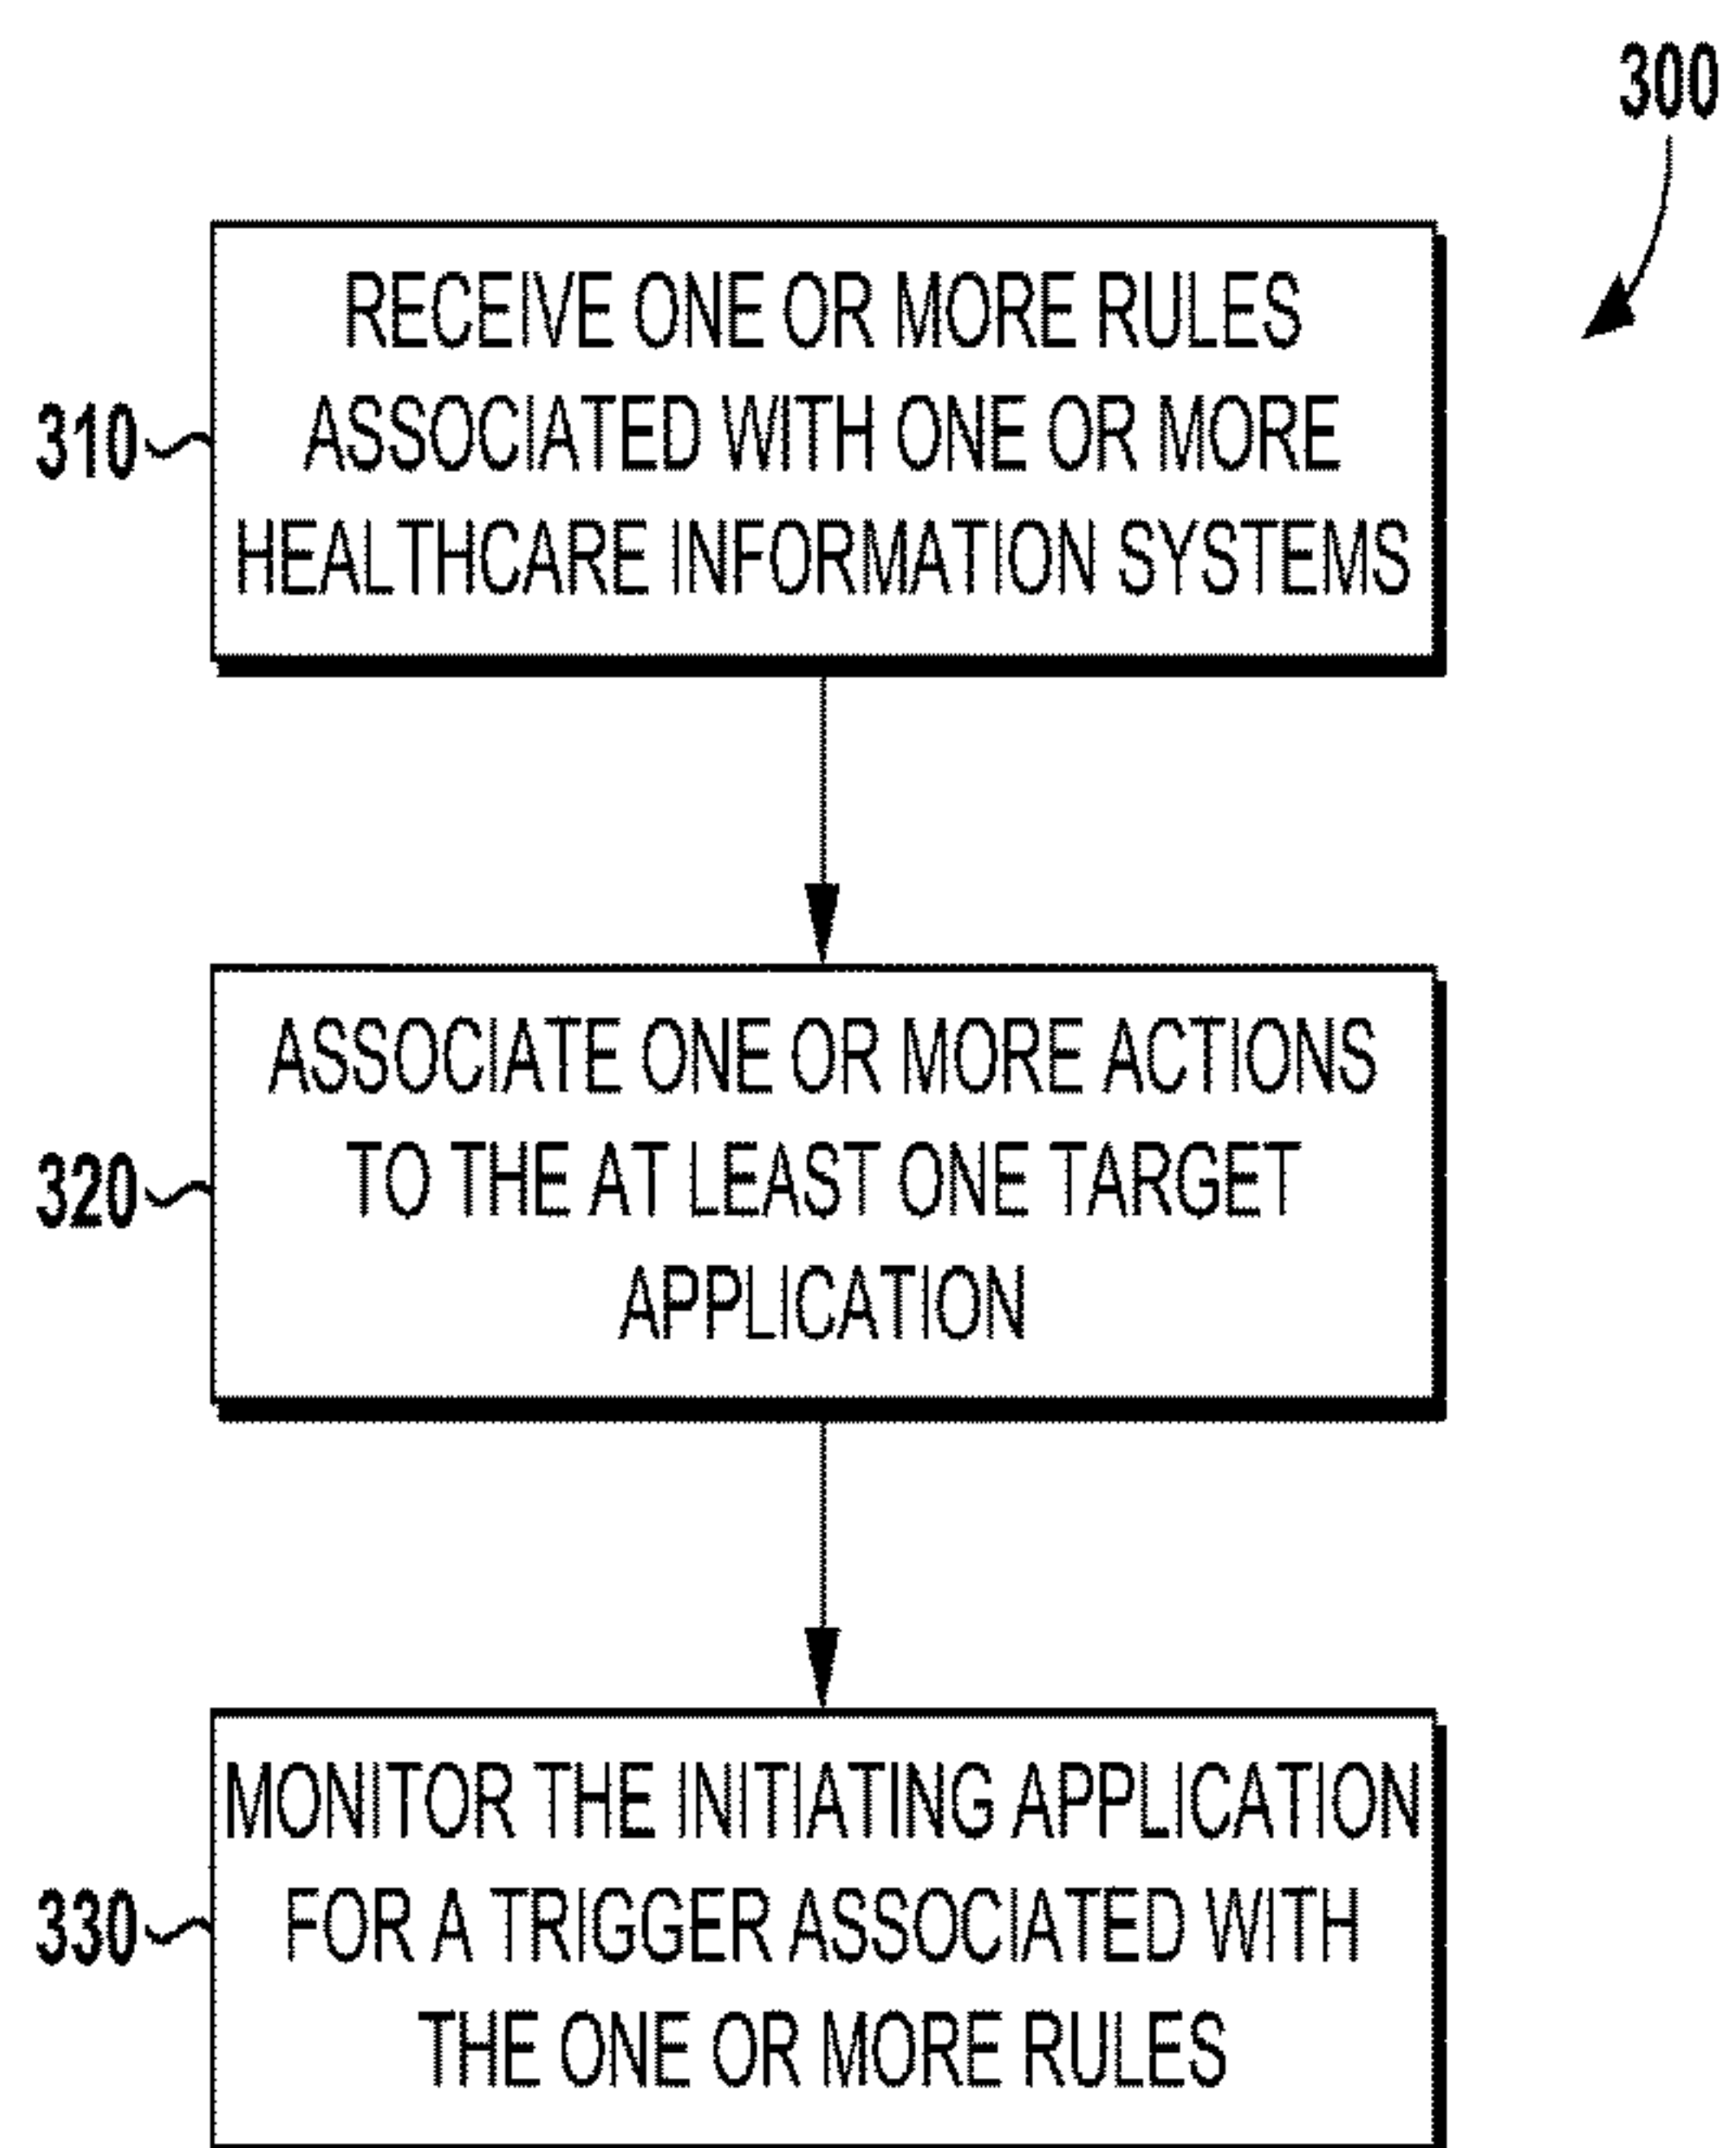 300
RECEIVE ONE OR MORE RULES
ASSOCIATED WITH ONE OR MORE
HEALTHCARE INFORMATION SYSTEMS
310
ASSOCIATE ONE OR MORE ACTIONS
TO THE AT LEAST ONE TARGET
APPLICATION
320
MONITOR THE INITIATING APPLICATION
FOR A TRIGGER ASSOCIATED WITH
THE ONE OR MORE RULES
330